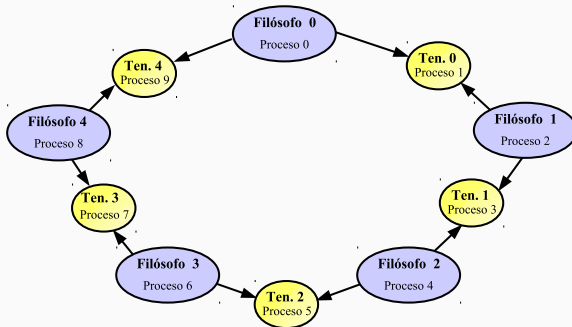 Filósofo 0
Proceso 0
Ten. 4
Proceso 9
Ten. 0
Proceso 1
Filósofo 4
Proceso 8
Filósofo 1
Proceso 2
Ten. 3
Proceso 7
Ten. 1
Proceso 3
Filósofo 3
Proceso 6
Filósofo 2
Proceso 4
Ten. 2
Proceso 5